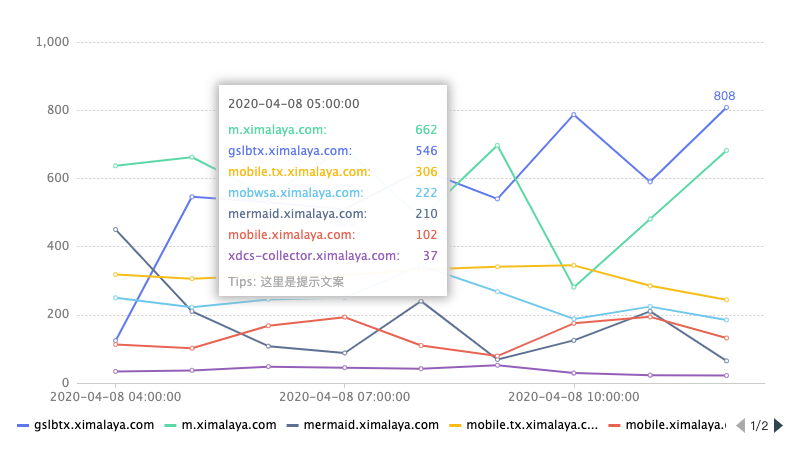 1,000
808
800
600
400
200
0
2020-04-08 05:00:00
m.ximalaya.com: 662
gslbtx.ximalaya.com: 546
mobile.tx.ximalaya.com: 306
mobwsa.ximalaya.com: 222
mermaid.ximalaya.com: 210
mobile.ximalaya.com: 102
xdcs-collector.ximalaya.com: 37
Tips: 这里是提示文案
2020-04-08 04:00:00 2020-04-08 07:00:00 2020-04-08 10:00:00
gslbtx.ximalaya.com m.ximalaya.com mermaid.ximalaya.com mobile.tx.ximalaya.c... mobile.ximalaya. 1/2